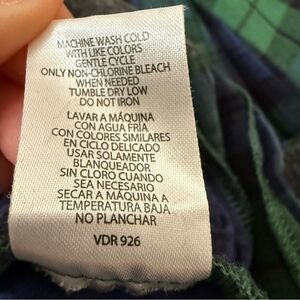 MACHINE WASH COLD
WITH LIKE COLORS
GENTLE CYCLE
ONLY NON-CHLORINE BLEACH
WHEN NEEDED
TUMBLE DRY LOW
DO NOT IRON
LAVAR A MÁQUINA
CON AGUA FRÍA
CON COLORES SIMILARES
EN CICLO DELICADO
USAR SOLAMENTE
BLANQUEADOR
SIN CLORO CUANDO
SEA NECESARIO
SECAR A MÁQUINA A
TEMPERATURA BAJA
NO PLANCHAR
VDR 926